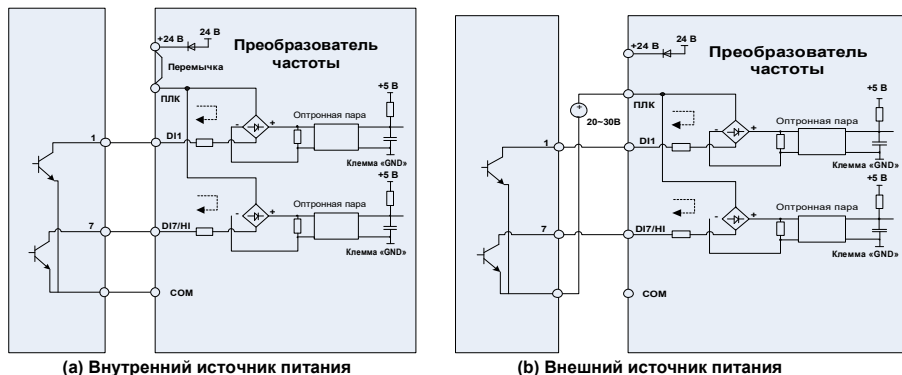 +24 В
24 В
Преобразователь
частоты
Перемычка
ПЛК
+5 В
Оптронная пара
1
DI1
-
+
Клемма «GND»
+5 В
Оптронная пара
7
DI7/HI
-
+
Клемма «GND»
COM
(a) Внутренний источник питания
+24 В
24 В
Преобразователь
частоты
ПЛК
+5 В
20~30В
Оптронная пара
1
DI1
-
+
Клемма «GND»
+5 В
Оптронная пара
7
DI7/HI
-
+
Клемма «GND»
COM
(b) Внешний источник питания